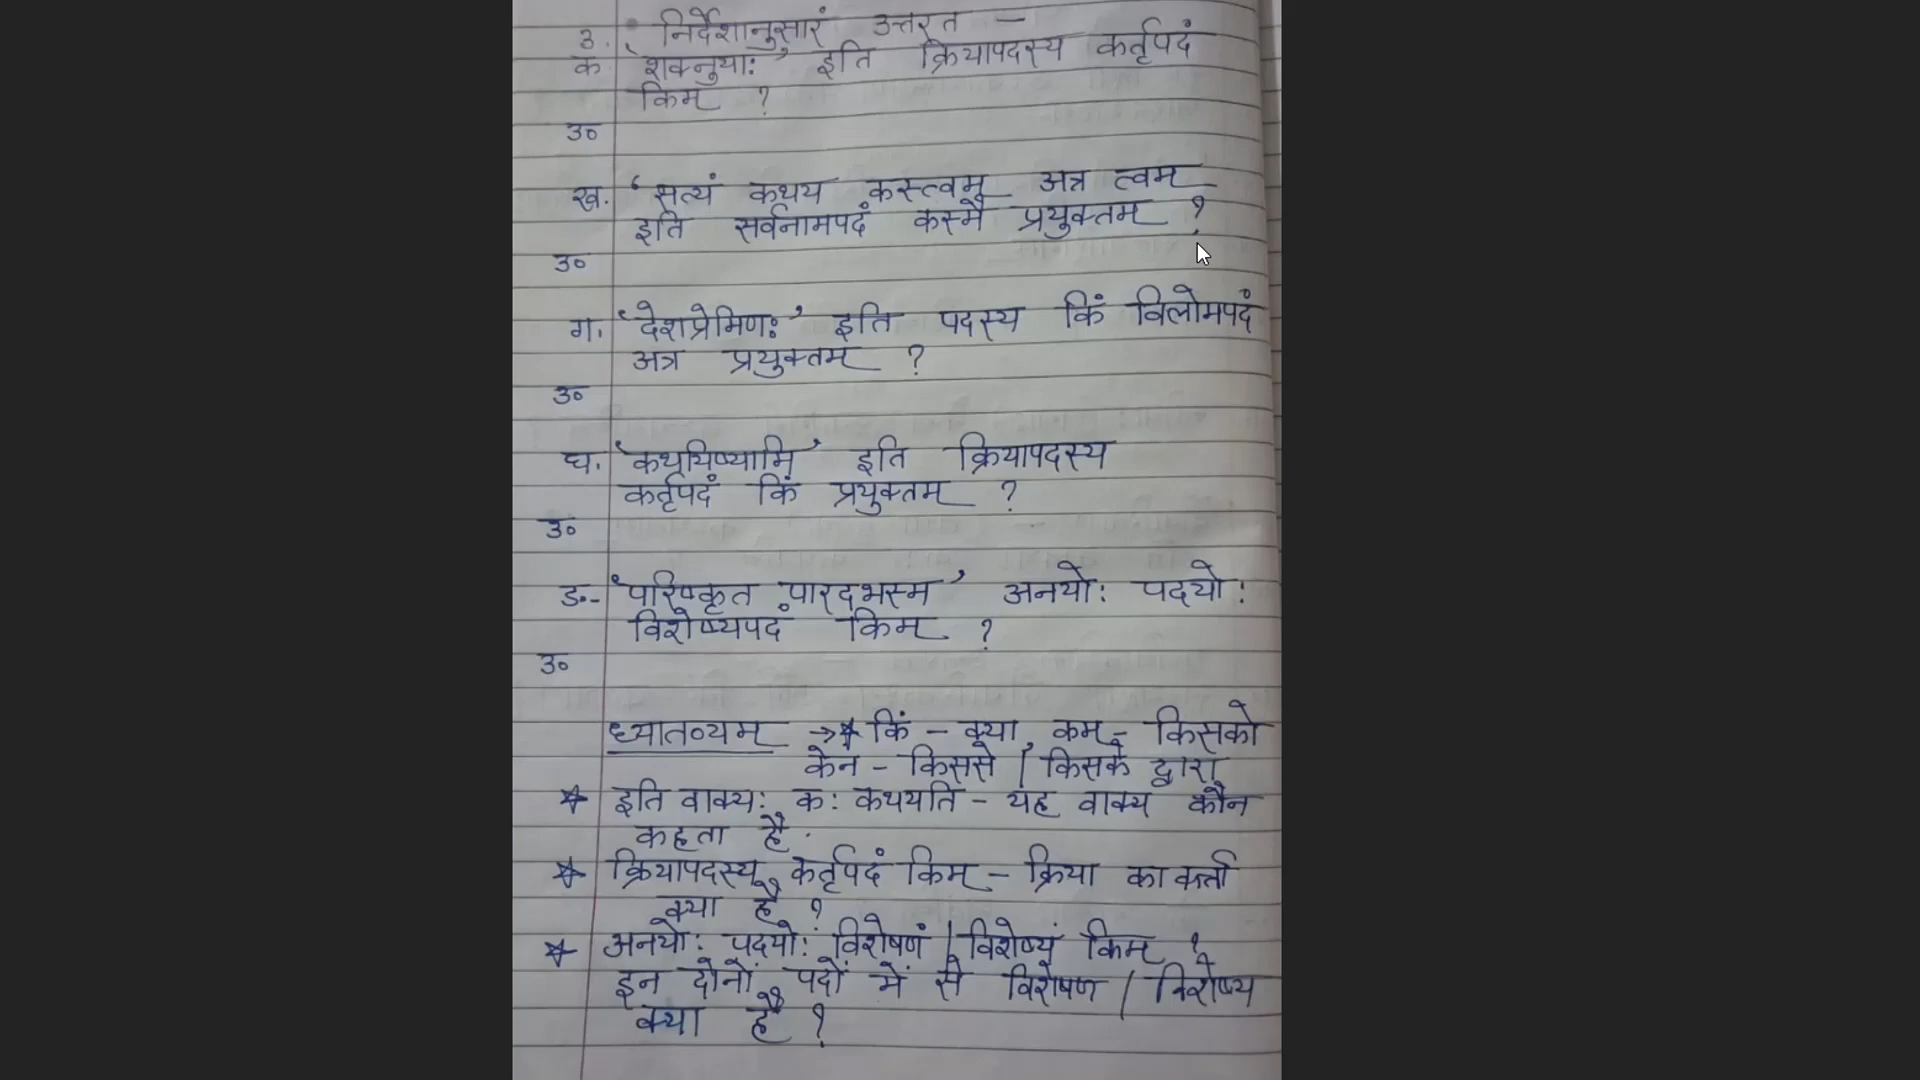 3. निर्देशानुसारं उत्तरत –
क 'शक्नुयाः' इति क्रियापदस्य कर्तृपदं
किम् ?
उ०
ख. 'सत्यं कथय कस्त्वम् अत्र त्वम्
इति सर्वनामपदं कस्मै प्रयुक्तम् ?
उ०
ग. 'देशप्रेमिणः' इति पदस्य किं विलोमपदं
अत्र प्रयुक्तम् ?
उ०
घ. 'कथयिष्यामि' इति क्रियापदस्य
कर्तृपदं किं प्रयुक्तम् ?
उ०
ङ.- 'परिष्कृत पारदभस्म' अनयोः पदयोः
विशेष्यपदं किम् ?
उ०
ध्यातव्यम् →* किं – क्या, कम् – किसको
केन – किससे / किसके द्वारा
* इति वाक्यः कः कथयति – यह वाक्य कौन
कहता है.
* क्रियापदस्य कर्तृपदं किम् – क्रिया का कर्त्ता
क्या है ?
* अनयोः पदयोः विशेषणं / विशेष्यं किम् ?
इन दोनों पदों में से विशेषण / विशेष्य
क्या है ?